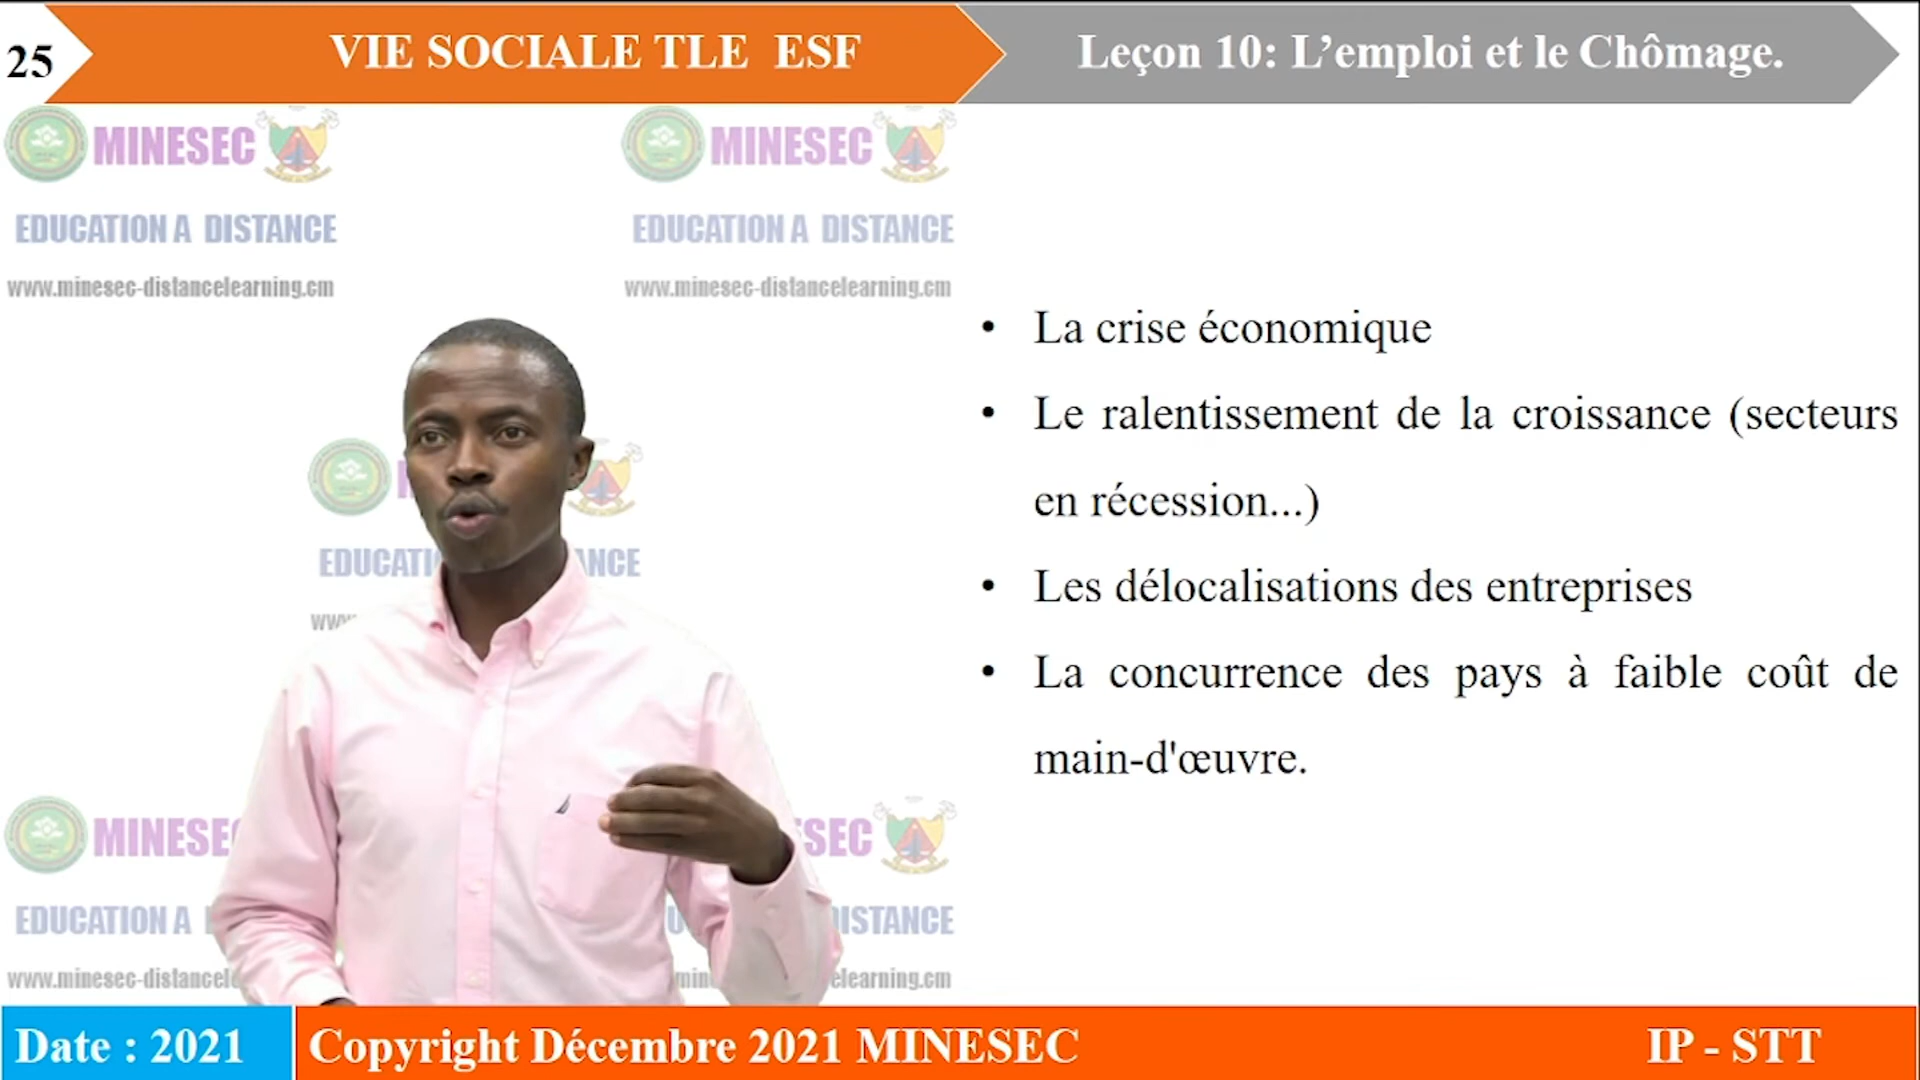 25
VIE SOCIALE TLE ESF
Leçon 10: L’emploi et le Chômage.
MINESEC
EDUCATION A DISTANCE
www.minesec-distancelearning.cm
MINESEC
EDUCATION A DISTANCE
www.minesec-distancelearning.cm
• La crise économique
• Le ralentissement de la croissance (secteurs
en récession...)
• Les délocalisations des entreprises
• La concurrence des pays à faible coût de
main-d'œuvre.
Date : 2021
Copyright Décembre 2021 MINESEC
IP - STT